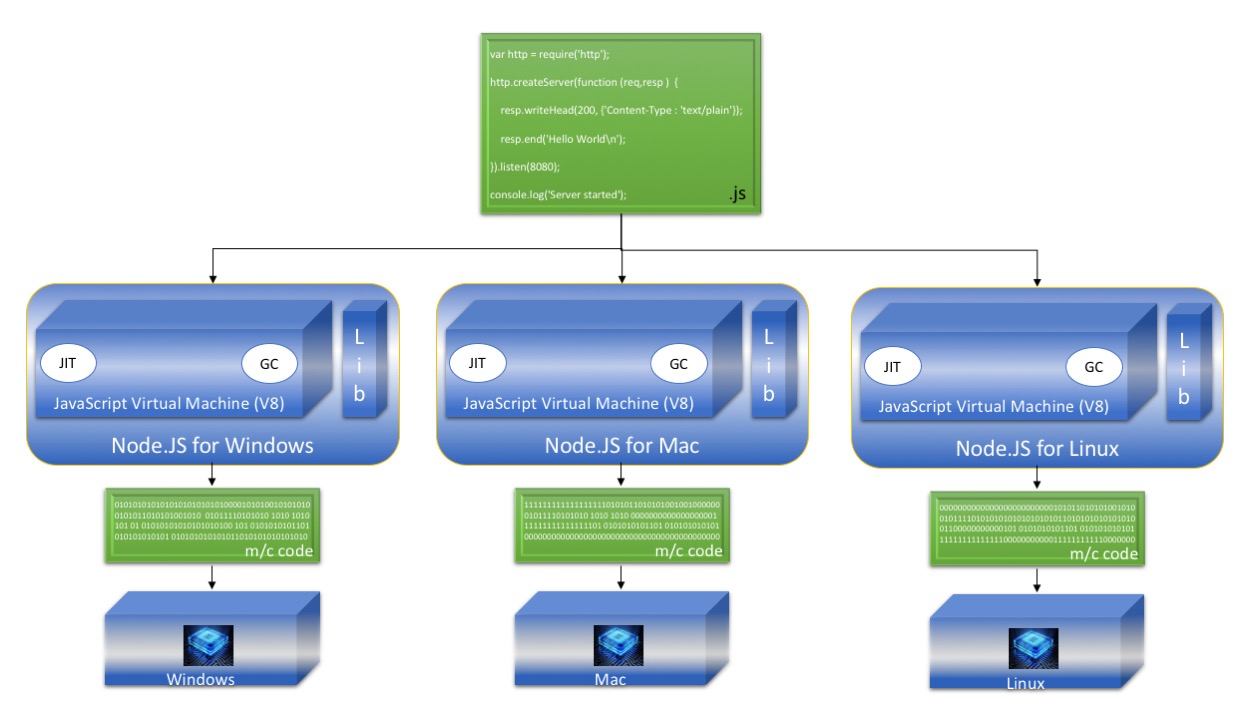 var http = require('http');
http.createServer(function (req,resp ) {
resp.writeHead(200, {'Content-Type : 'text/plain'});
resp.end('Hello World\n');
}).listen(8080);
console.log('Server started');
.js
JIT
GC
JavaScript Virtual Machine (V8)
L
i
b
Node.JS for Windows
JIT
GC
JavaScript Virtual Machine (V8)
L
i
b
Node.JS for Mac
JIT
GC
JavaScript Virtual Machine (V8)
L
i
b
Node.JS for Linux
m/c code
m/c code
m/c code
Windows
Mac
Linux